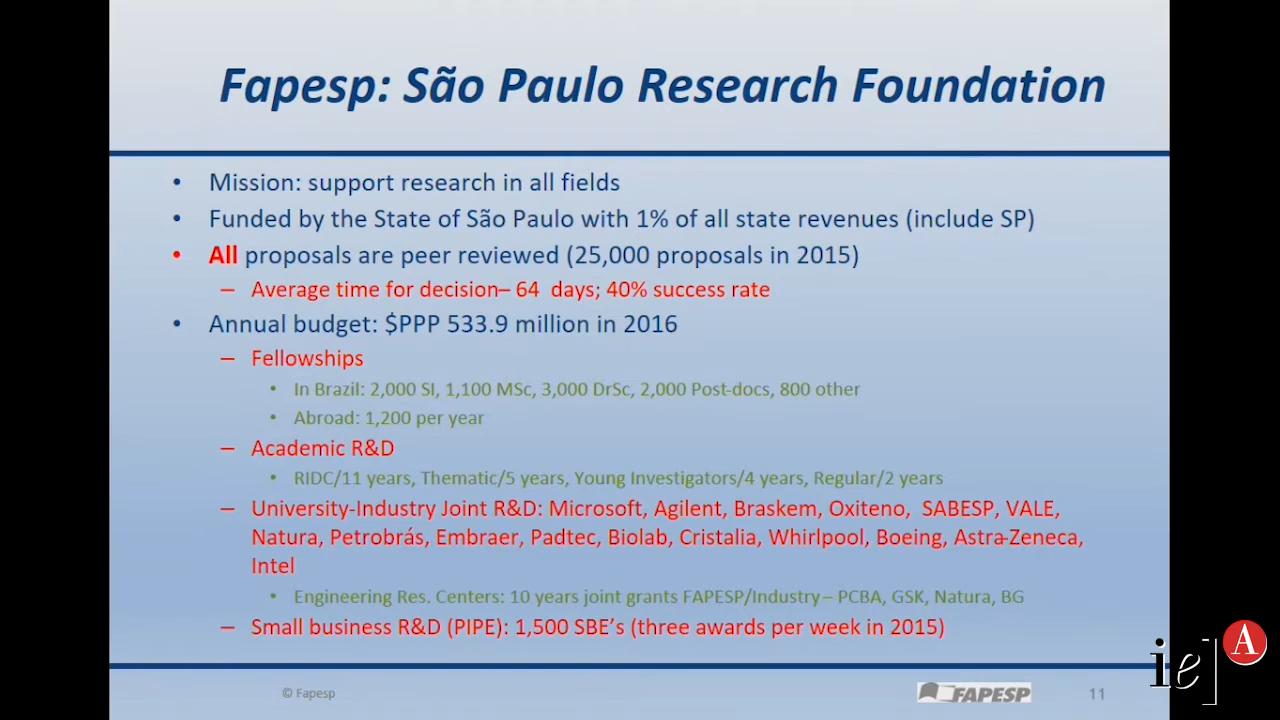 Fapesp: São Paulo Research Foundation
• Mission: support research in all fields
• Funded by the State of São Paulo with 1% of all state revenues (include SP)
• All proposals are peer reviewed (25,000 proposals in 2015)
– Average time for decision– 64 days; 40% success rate
• Annual budget: $PPP 533.9 million in 2016
– Fellowships
• In Brazil: 2,000 SI, 1,100 MSc, 3,000 DrSc, 2,000 Post-docs, 800 other
• Abroad: 1,200 per year
– Academic R&D
• RIDC/11 years, Thematic/5 years, Young Investigators/4 years, Regular/2 years
– University-Industry Joint R&D: Microsoft, Agilent, Braskem, Oxiteno, SABESP, VALE,
Natura, Petrobrás, Embraer, Padtec, Biolab, Cristalia, Whirlpool, Boeing, Astra-Zeneca,
Intel
• Engineering Res. Centers: 10 years joint grants FAPESP/Industry – PCBA, GSK, Natura, BG
– Small business R&D (PIPE): 1,500 SBE's (three awards per week in 2015)
© Fapesp
FAPESP
11
ie] A